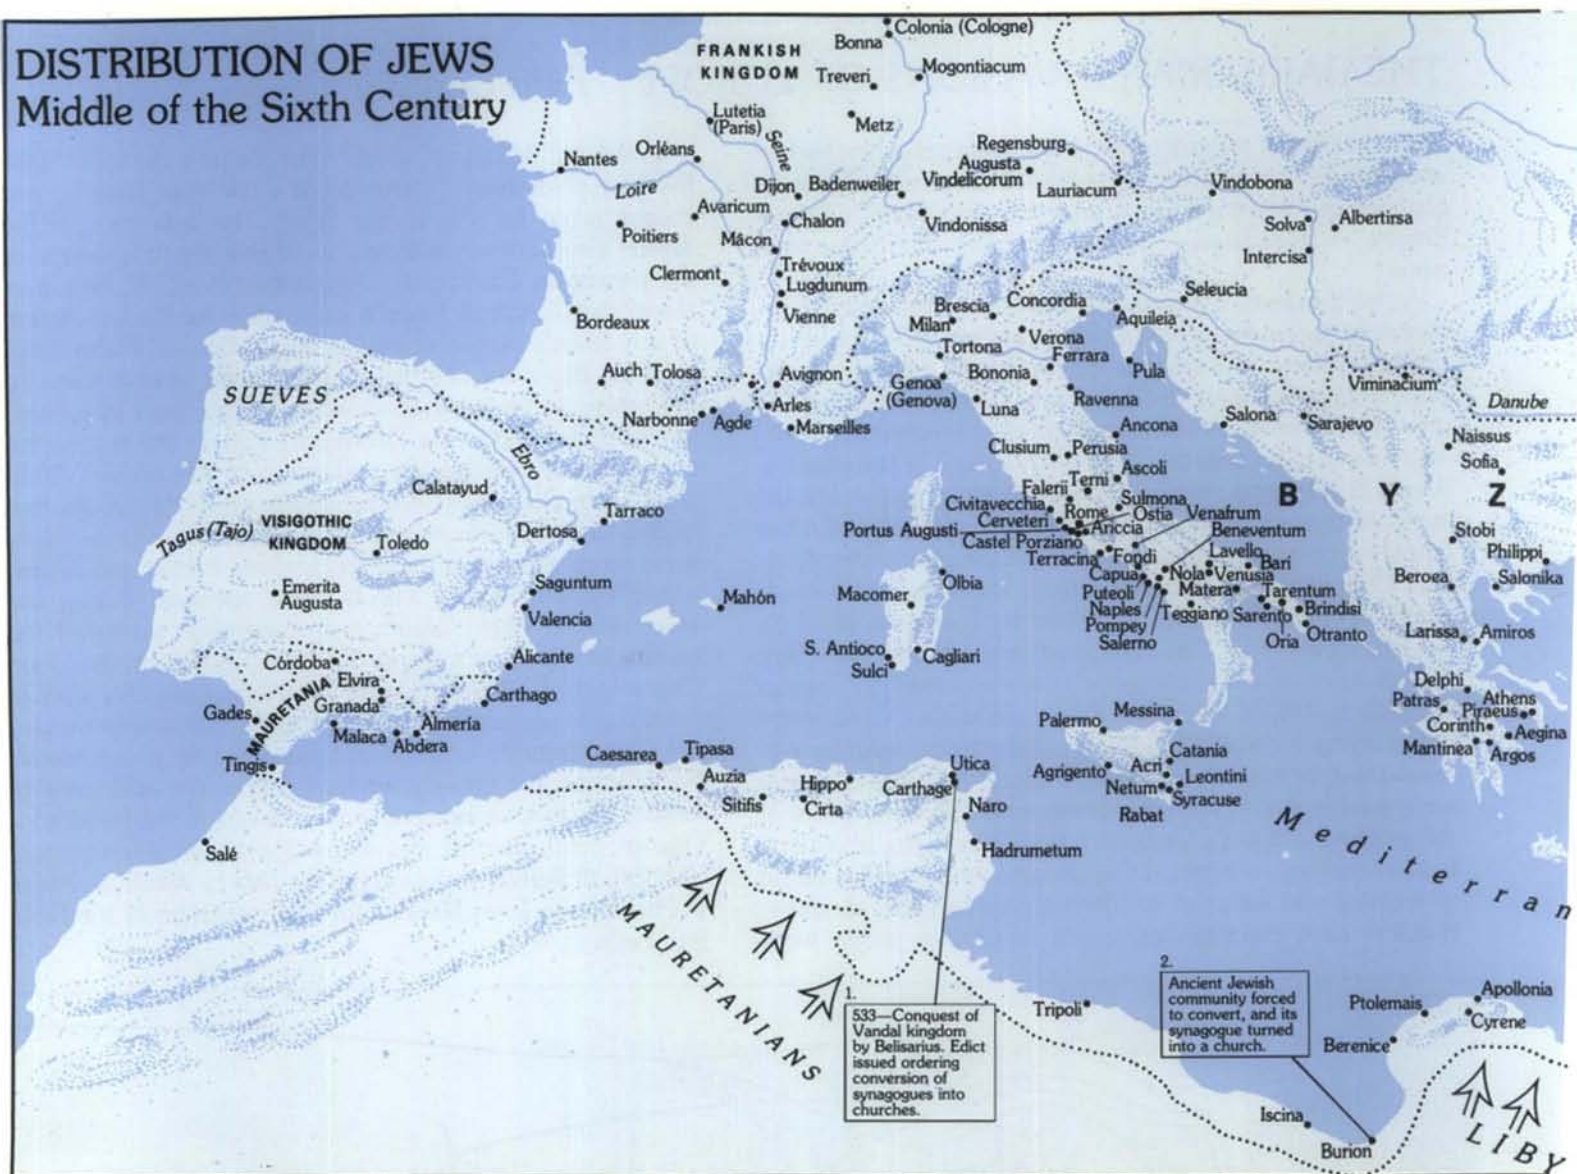 DISTRIBUTION OF JEWS
Middle of the Sixth Century
FRANKISH
KINGDOM
Colonia (Cologne)
Bonna
Treveri
Mogontiacum
Lutetia
(Paris)
Metz
Seine
Orléans
Nantes
Loire
Dijon
Badenweiler
Regensburg
Augusta
Vindelicorum
Lauriacum
Vindobona
Avaricum
Chalon
Vindonissa
Solva
Albertirsa
Poitiers
Mâcon
Intercisa
Clermont
Trévoux
Lugdunum
Vienne
Seleucia
Bordeaux
Brescia
Concordia
Milan
Aquileia
Verona
Tortona
Ferrara
Auch
Tolosa
Avignon
Genoa
(Genova)
Bononia
Pula
Viminacium
Danube
SUEVES
Narbonne
Agde
Arles
Marseilles
Luna
Ravenna
Ancona
Salona
Sarajevo
Naissus
Sofia
Ebro
Clusium
Perusia
Ascoli
Terni
Calatayud
Falerii
Sulmona
B Y Z
Civitavecchia
Rome
Ostia
Venafrum
Tarraco
Cerveteri
Ariccia
Beneventum
Portus Augusti
Castel Porziano
Stobi
Tagus (Tajo)
VISIGOTHIC
KINGDOM
Toledo
Dertosa
Terracina
Fondi
Lavello
Bari
Philippi
Capua
Nola
Venusia
Beroea
Salonika
Emerita
Augusta
Saguntum
Valencia
Mahón
Olbia
Macomer
Puteoli
Matera
Tarentum
Naples
Teggiano
Sarento
Brindisi
Pompey
Otranto
Salerno
Oria
Larissa
Amiros
S. Antioco
Sulci
Cagliari
Córdoba
Alicante
Elvira
Delphi
MAURETANIA
Granada
Carthago
Patras
Athens
Piraeus
Gades
Malaca
Abdera
Almería
Palermo
Messina
Corinth
Aegina
Mantinea
Argos
Tingis
Caesarea
Tipasa
Utica
Catania
Auzia
Hippo
Carthage
Agrigento
Acri
Leontini
Sitifis
Cirta
Netum
Syracuse
Naro
Rabat
Salé
Hadrumetum
Mediterran
MAURETANIANS
1.
533—Conquest of
Vandal kingdom
by Belisarius. Edict
issued ordering
conversion of
synagogues into
churches.
Tripoli
2.
Ancient Jewish
community forced
to convert, and its
synagogue turned
into a church.
Ptolemais
Apollonia
Cyrene
Berenice
Iscina
Burion
LIBY